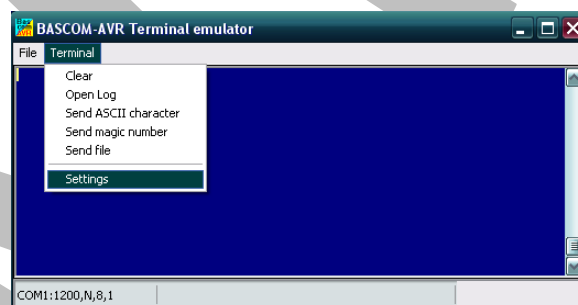 BASCOM-AVR Terminal emulator
File Terminal
Clear
Open Log
Send ASCII character
Send magic number
Send file
Settings
COM1:1200,N,8,1